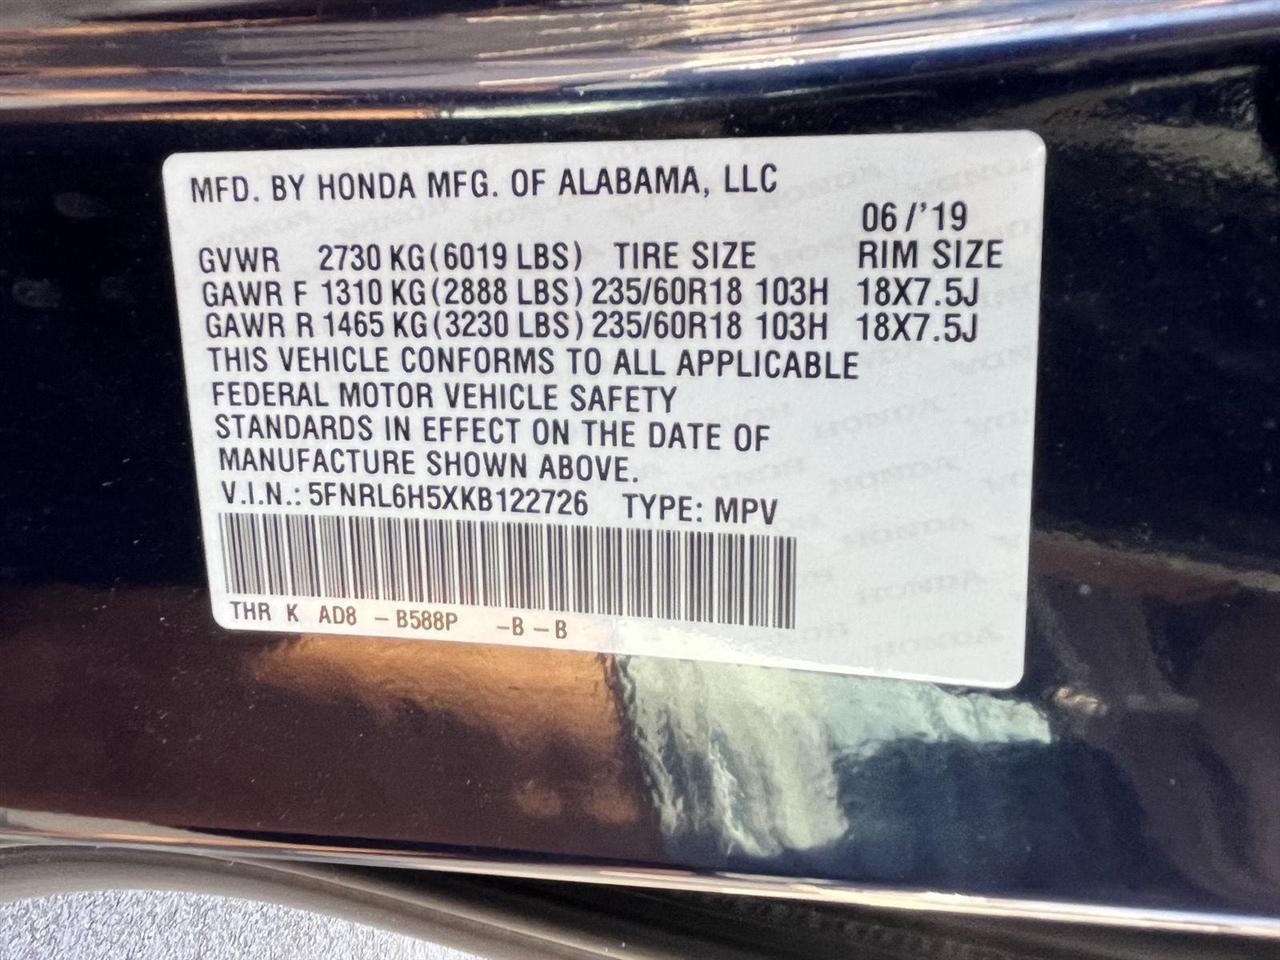 MFD. BY HONDA MFG. OF ALABAMA, LLC
06/'19
GVWR 2730 KG(6019 LBS) TIRE SIZE RIM SIZE
GAWR F 1310 KG(2888 LBS) 235/60R18 103H 18X7.5J
GAWR R 1465 KG(3230 LBS) 235/60R18 103H 18X7.5J
THIS VEHICLE CONFORMS TO ALL APPLICABLE
FEDERAL MOTOR VEHICLE SAFETY
STANDARDS IN EFFECT ON THE DATE OF
MANUFACTURE SHOWN ABOVE.
V.I.N.: 5FNRL6H5XKB122726 TYPE: MPV
THR K AD8 - B588P -B-B